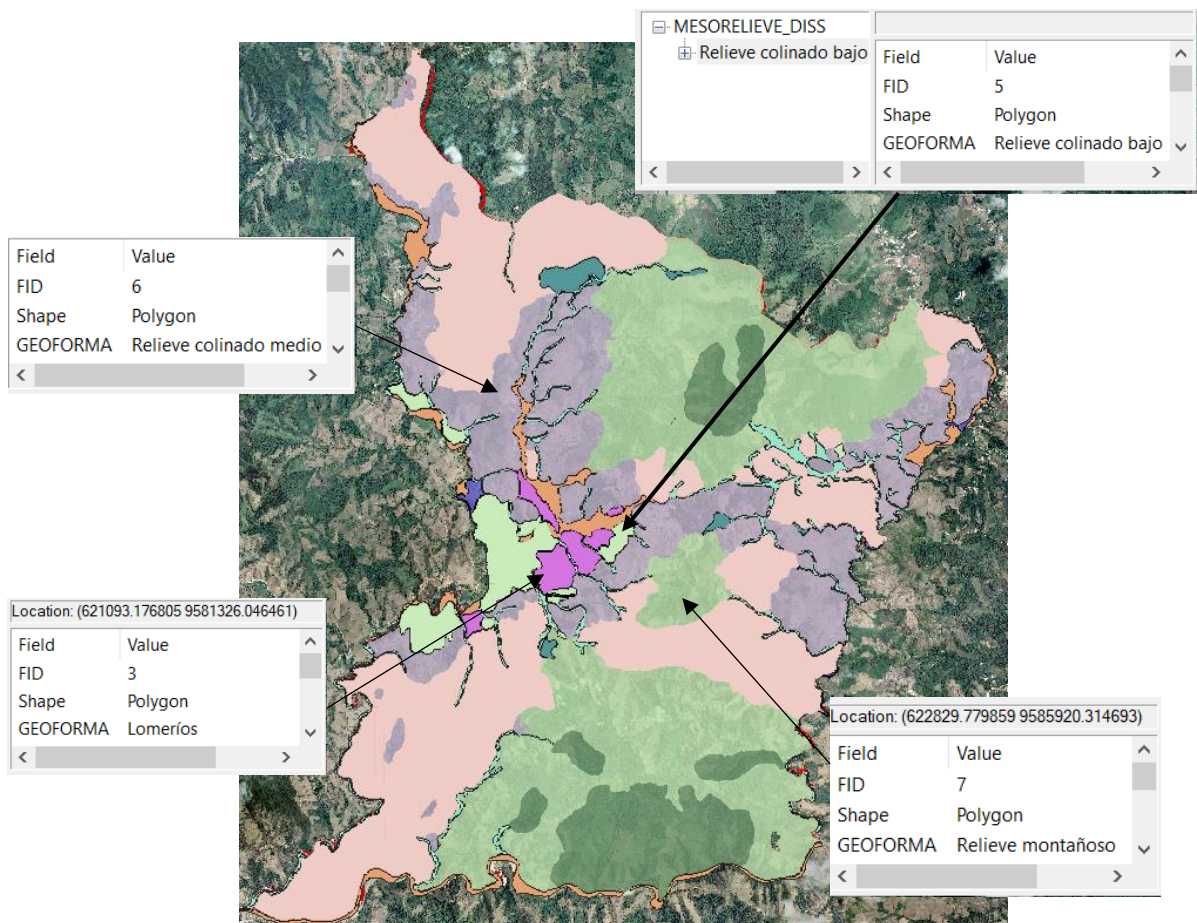 MESORELIEVE_DISS
Relieve colinado bajo
Field Value
FID 5
Shape Polygon
GEOFORMA Relieve colinado bajo
Field Value
FID 6
Shape Polygon
GEOFORMA Relieve colinado medio
Location: (621093.176805 9581326.046461)
Field Value
FID 3
Shape Polygon
GEOFORMA Lomeríos
Location: (622829.779859 9585920.314693)
Field Value
FID 7
Shape Polygon
GEOFORMA Relieve montañoso